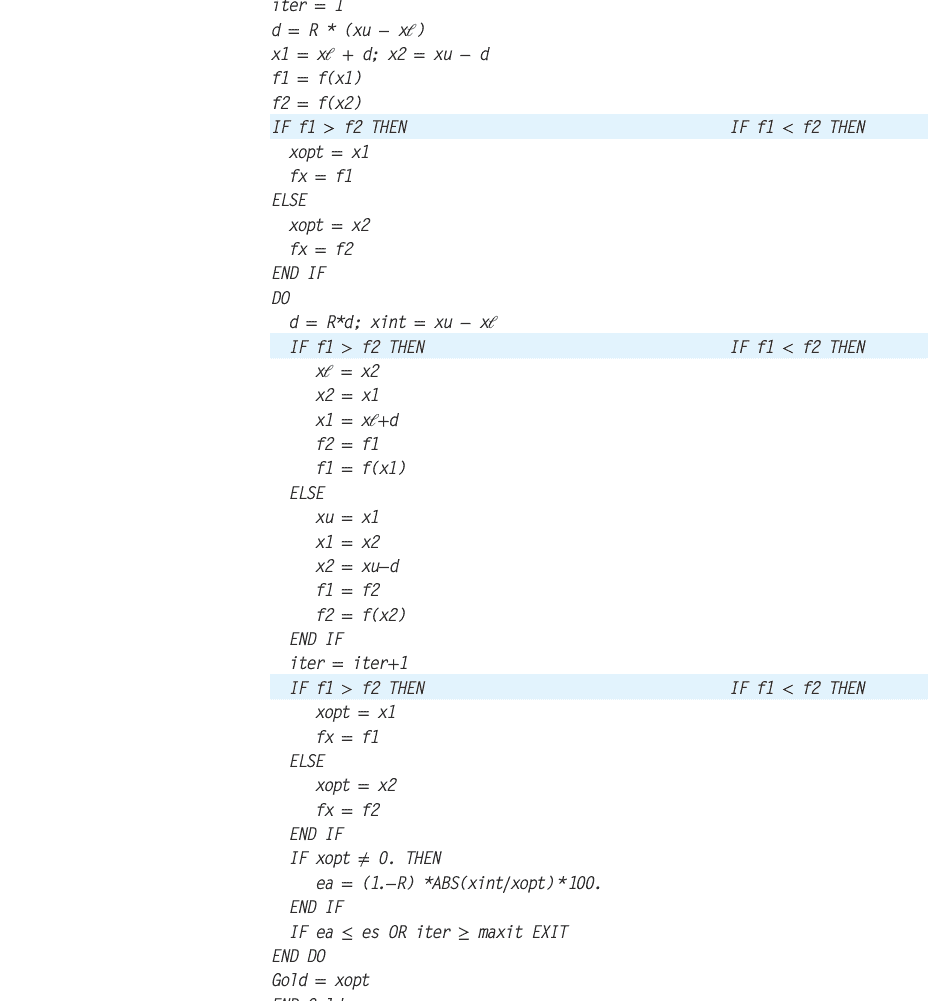 iter = 1
d = R * (xu − xℓ)
x1 = xℓ + d; x2 = xu − d
f1 = f(x1)
f2 = f(x2)
IF f1 > f2 THEN IF f1 < f2 THEN
xopt = x1
fx = f1
ELSE
xopt = x2
fx = f2
END IF
DO
d = R*d; xint = xu − xℓ
IF f1 > f2 THEN IF f1 < f2 THEN
xℓ = x2
x2 = x1
x1 = xℓ+d
f2 = f1
f1 = f(x1)
ELSE
xu = x1
x1 = x2
x2 = xu−d
f1 = f2
f2 = f(x2)
END IF
iter = iter+1
IF f1 > f2 THEN IF f1 < f2 THEN
xopt = x1
fx = f1
ELSE
xopt = x2
fx = f2
END IF
IF xopt ≠ 0. THEN
ea = (1.−R) *ABS(xint/xopt)*100.
END IF
IF ea ≤ es OR iter ≥ maxit EXIT
END DO
Gold = xopt
END Gold